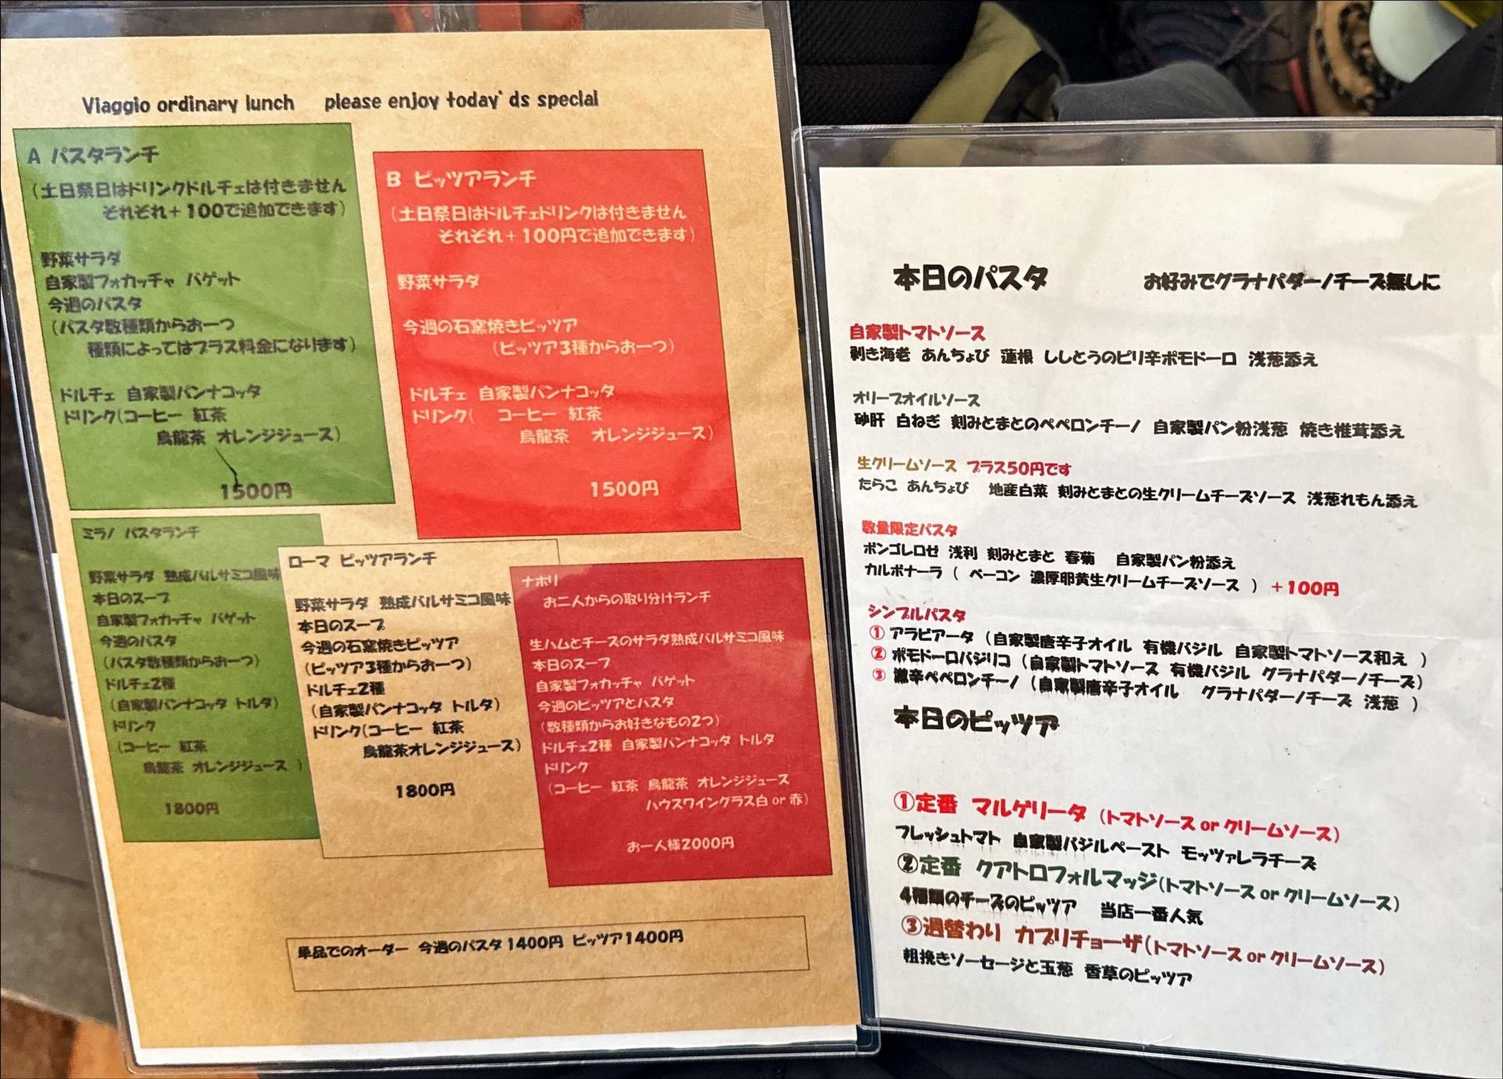 Viaggio ordinary lunch please enjoy today`ds speclal
A パスタランチ
(土日祭日はドリンクドルチェは付きません
それぞれ+100で追加できます)
野菜サラダ
自家製フォカッチャ バゲット
今週のパスタ
(パスタ数種類からお一つ
種類によってはプラス料金になります)
ドルチェ 自家製パンナコッタ
ドリンク(コーヒー 紅茶
烏龍茶 オレンジジュース)
1500円
B ピッツアランチ
(土日祭日はドルチェドリンクは付きません
それぞれ+100円で追加できます)
野菜サラダ
今週の石窯焼きピッツア
(ピッツア3種からお一つ)
ドルチェ 自家製パンナコッタ
ドリンク( コーヒー 紅茶
烏龍茶 オレンジジュース)
1500円
ミラノ パスタランチ
野菜サラダ 熟成バルサミコ風味
本日のスープ
自家製フォカッチャ バゲット
今週のパスタ
(パスタ数種類からお一つ)
ドルチェ2種
(自家製パンナコッタ トルタ)
ドリンク
(コーヒー 紅茶
烏龍茶 オレンジジュース )
1800円
ローマ ピッツアランチ
野菜サラダ 熟成バルサミコ風味
本日のスープ
今週の石窯焼きピッツア
(ピッツア3種からお一つ)
ドルチェ2種
(自家製パンナコッタ トルタ)
ドリンク(コーヒー 紅茶
烏龍茶オレンジジュース)
1800円
ナポリ
お二人からの取り分けランチ
生ハムとチーズのサラダ熟成バルサミコ風味
本日のスープ
自家製フォカッチャ バゲット
今週のピッツアとパスタ
(数種類からお好きなもの2つ)
ドルチェ2種 自家製パンナコッタ トルタ
ドリンク
(コーヒー 紅茶 烏龍茶 オレンジジュース
ハウスワイングラス白 or 赤)
お一人様2000円
単品でのオーダー 今週のパスタ1400円 ピッツア1400円
本日のパスタ お好みでグラナパダーノチーズ無しに
自家製トマトソース
剥き海老 あんちょび 蓮根 ししとうのピリ辛ポモドーロ 浅葱添え
オリーブオイルソース
砂肝 白ねぎ 刻みとまとのペペロンチーノ 自家製パン粉浅葱 焼き椎茸添え
生クリームソース プラス50円です
たらこ あんちょび 地産白菜 刻みとまとの生クリームチーズソース 浅葱れもん添え
数量限定パスタ
ボンゴレロゼ 浅利 刻みとまと 春菊 自家製パン粉添え
カルボナーラ ( ベーコン 濃厚卵黄生クリームチーズソース ) +100円
シンプルパスタ
① アラビアータ (自家製唐辛子オイル 有機バジル 自家製トマトソース和え )
② ポモドーロバジリコ (自家製トマトソース 有機バジル グラナパダーノチーズ)
③ 激辛ペペロンチーノ (自家製唐辛子オイル グラナパダーノチーズ 浅葱 )
本日のピッツア
①定番 マルゲリータ (トマトソース or クリームソース)
フレッシュトマト 自家製バジルペースト モッツァレラチーズ
②定番 クアトロフォルマッジ(トマトソース or クリームソース)
4種類のチーズのピッツア 当店一番人気
③週替わり カプリチョーザ(トマトソース or クリームソース)
粗挽きソーセージと玉葱 香草のピッツア